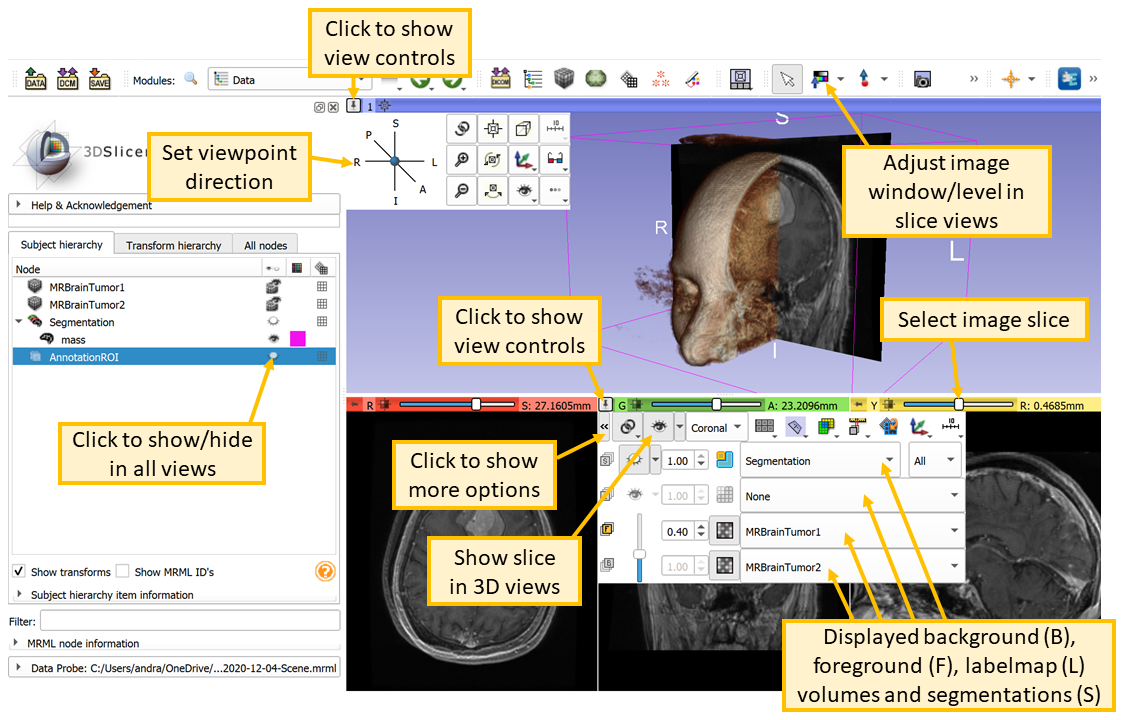 Click to show
view controls
DATA
DCM
SAVE
Modules:
Data
DICOM
1
3DSlicer
Set viewpoint
direction
S
P
R
L
A
I
Adjust image
window/level in
slice views
S
R
L
I
Help & Acknowledgement
Subject hierarchy
Transform hierarchy
All nodes
Node
MRBrainTumor1
MRBrainTumor2
Segmentation
mass
AnnotationROI
Click to show/hide
in all views
Click to show
view controls
Select image slice
R
S: 27.1605mm
G
A: 23.2096mm
Y
R: 0.4685mm
Coronal
S
1.00
Segmentation
All
1.00
None
F
0.40
MRBrainTumor1
B
1.00
MRBrainTumor2
Click to show
more options
Show slice
in 3D views
Displayed background (B),
foreground (F), labelmap (L)
volumes and segmentations (S)
Show transforms
Show MRML ID's
Subject hierarchy item information
Filter:
MRML node information
Data Probe: C:/Users/andra/OneDrive/...2020-12-04-Scene.mrml